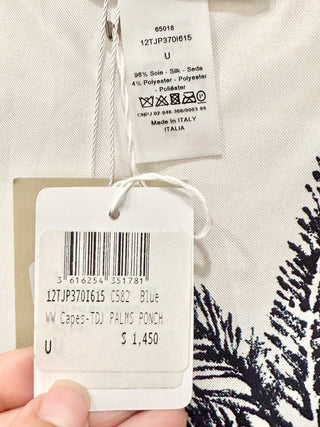 65018
12TJP370I615
U
96% Soie - Silk - Seda
4% Polyester - Polyester -
Poliéster
Made in ITALY
ITALIA
3 616254 351781
12TJP370I615 C582 Blue
WW Capes-TDJ PALMS PONCH
$ 1,450
U